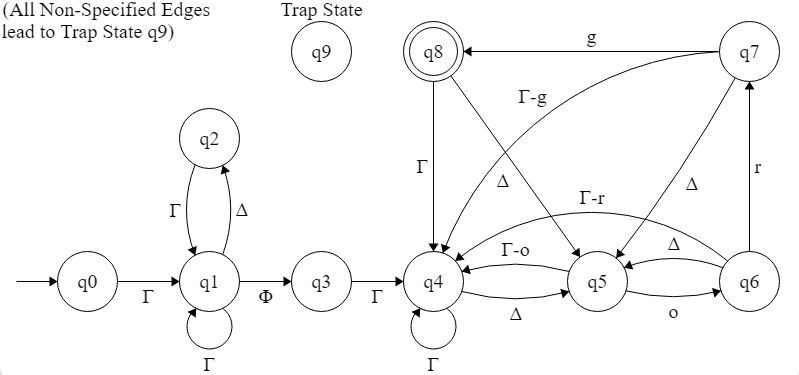 (All Non-Specified Edges
lead to Trap State q9)
Trap State
q9
q8
g
q7
Γ-g
q2
Γ
Δ
Γ
Δ
Γ-r
Δ
r
q0
Γ
q1
Φ
q3
Γ
q4
Γ-o
Δ
q5
Δ
o
q6
Γ
Γ